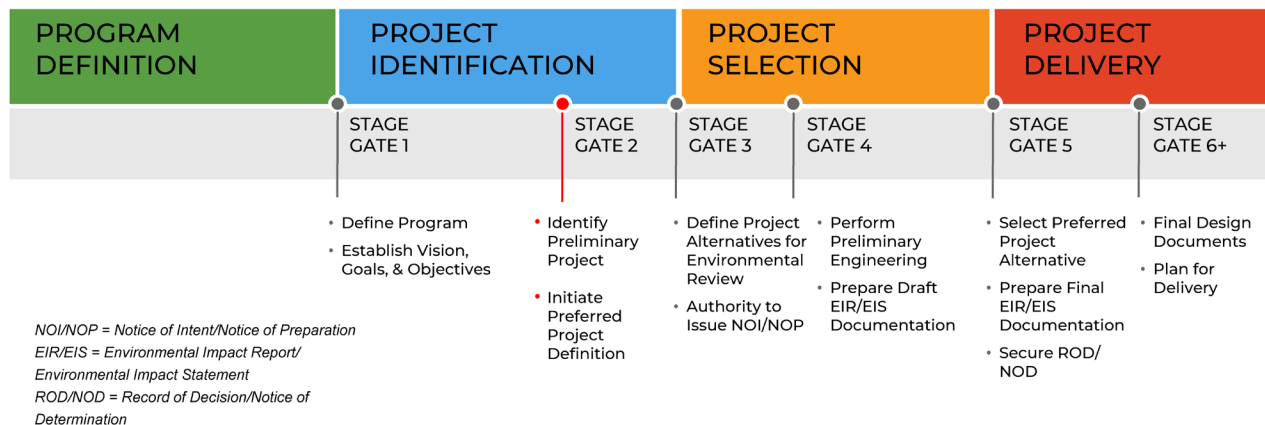 PROGRAM
DEFINITION
PROJECT
IDENTIFICATION
PROJECT
SELECTION
PROJECT
DELIVERY
STAGE
GATE 1
STAGE
GATE 2
STAGE
GATE 3
STAGE
GATE 4
STAGE
GATE 5
STAGE
GATE 6+
• Define Program
• Establish Vision,
Goals, & Objectives
• Identify
Preliminary
Project
• Initiate
Preferred
Project
Definition
• Define Project
Alternatives for
Environmental
Review
• Authority to
Issue NOI/NOP
• Perform
Preliminary
Engineering
• Prepare Draft
EIR/EIS
Documentation
• Select Preferred
Project
Alternative
• Prepare Final
EIR/EIS
Documentation
• Secure ROD/
NOD
• Final Design
Documents
• Plan for
Delivery
NOI/NOP = Notice of Intent/Notice of Preparation
EIR/EIS = Environmental Impact Report/
Environmental Impact Statement
ROD/NOD = Record of Decision/Notice of
Determination